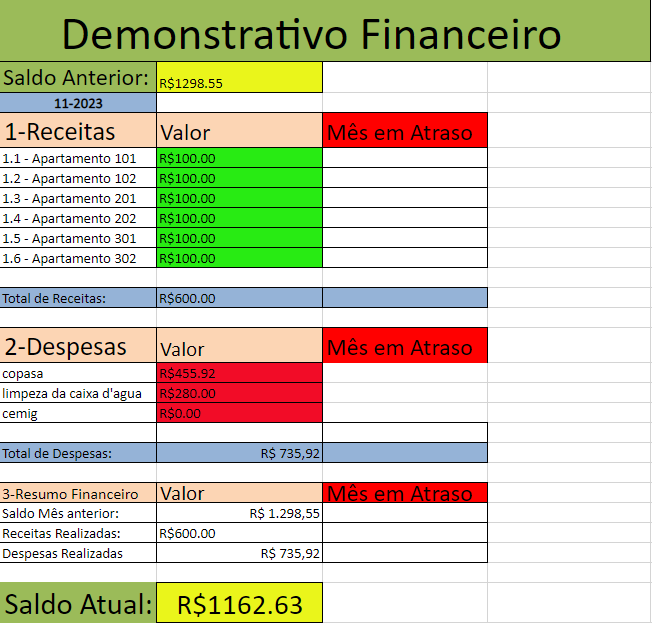 Demonstrativo Financeiro
Saldo Anterior: R$1298.55
11-2023
1-Receitas Valor Mês em Atraso
1.1 - Apartamento 101 R$100.00
1.2 - Apartamento 102 R$100.00
1.3 - Apartamento 201 R$100.00
1.4 - Apartamento 202 R$100.00
1.5 - Apartamento 301 R$100.00
1.6 - Apartamento 302 R$100.00
Total de Receitas: R$600.00
2-Despesas Valor Mês em Atraso
copasa R$455.92
limpeza da caixa d'agua R$280.00
cemig R$0.00
Total de Despesas: R$ 735,92
3-Resumo Financeiro Valor Mês em Atraso
Saldo Mês anterior: R$ 1.298,55
Receitas Realizadas: R$600.00
Despesas Realizadas R$ 735,92
Saldo Atual: R$1162.63